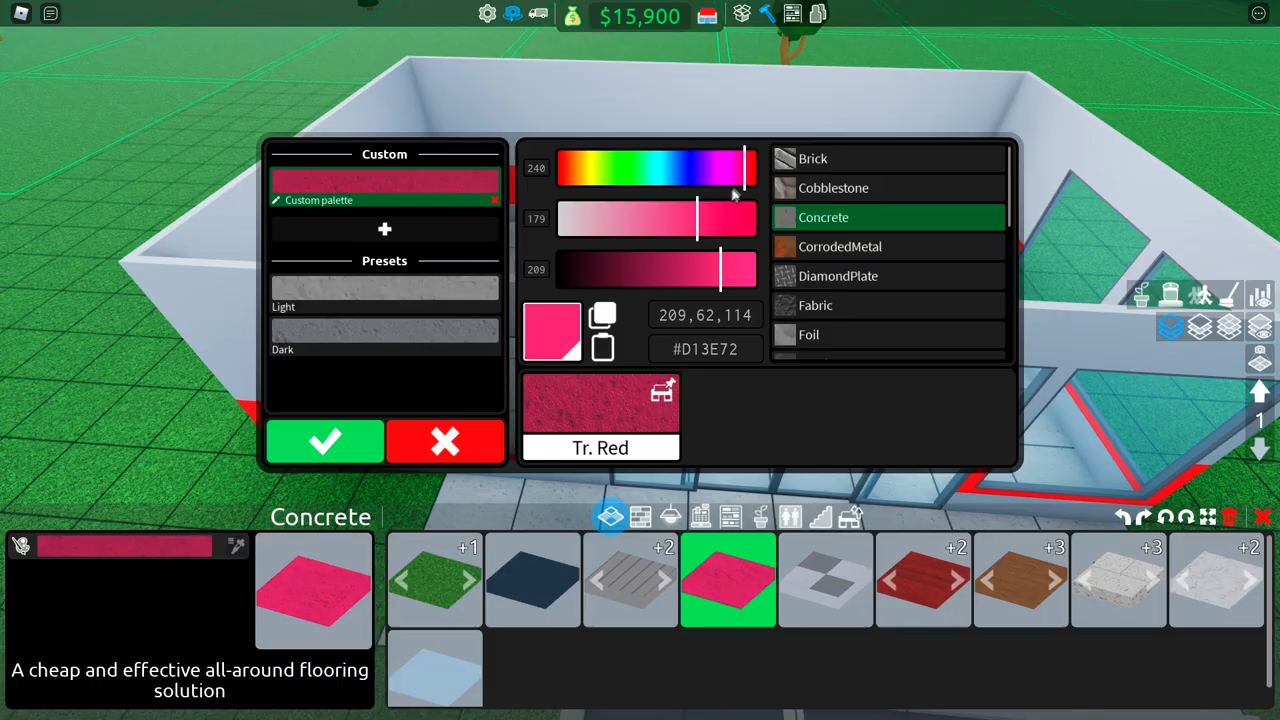 $15,900
Custom
Custom palette
+
Presets
Light
Dark
240
179
209
209,62,114
#D13E72
Tr. Red
Brick
Cobblestone
Concrete
CorrodedMetal
DiamondPlate
Fabric
Foil
1
Concrete
+1
+2
+2
+3
+3
+2
A cheap and effective all-around flooring
solution